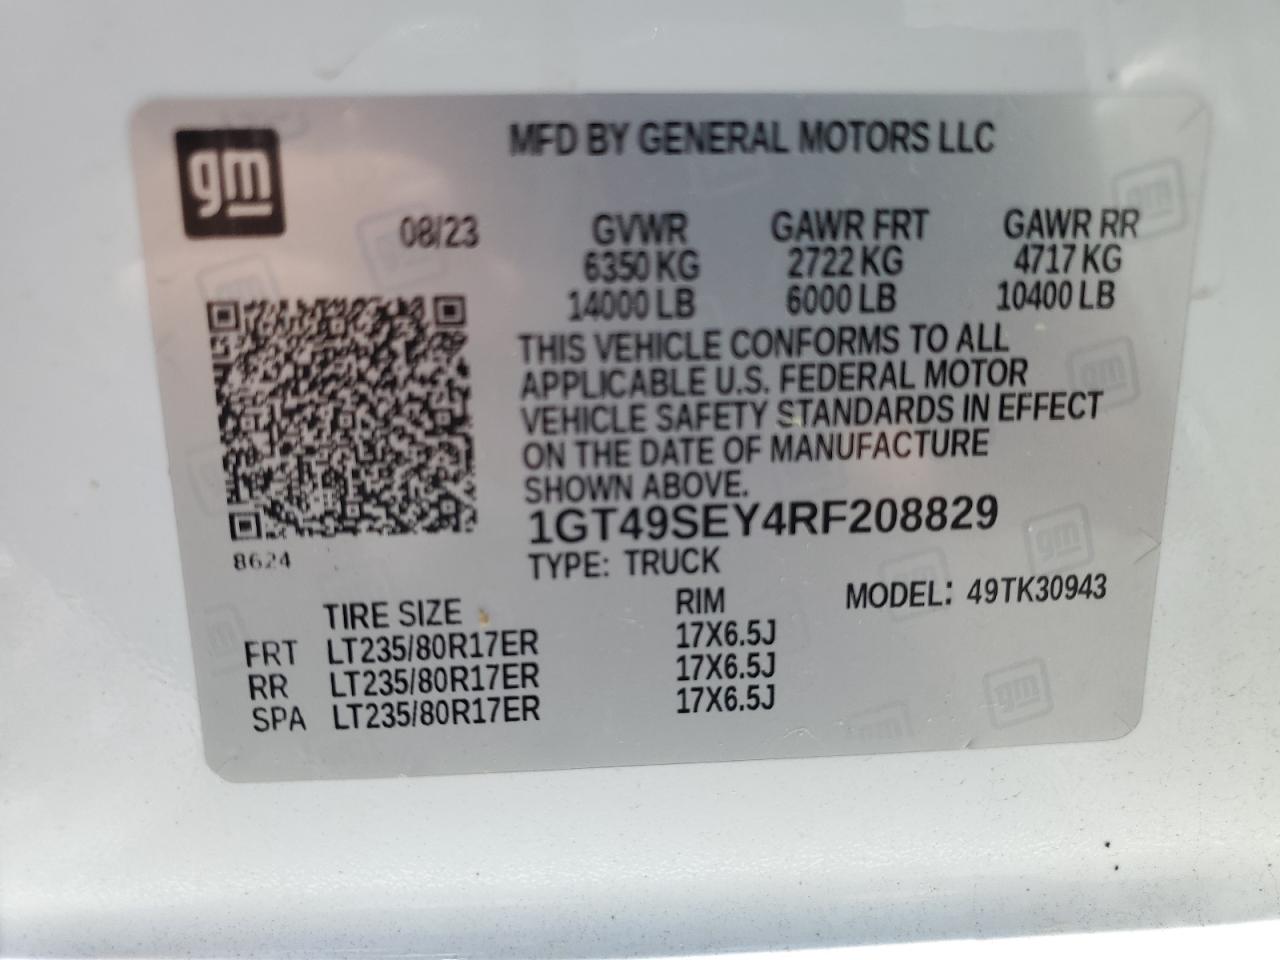 gm
MFD BY GENERAL MOTORS LLC
08/23 GVWR GAWR FRT GAWR RR
6350 KG 2722 KG 4717 KG
14000 LB 6000 LB 10400 LB
THIS VEHICLE CONFORMS TO ALL
APPLICABLE U.S. FEDERAL MOTOR
VEHICLE SAFETY STANDARDS IN EFFECT
ON THE DATE OF MANUFACTURE
SHOWN ABOVE.
1GT49SEY4RF208829
8624
TYPE: TRUCK
TIRE SIZE RIM MODEL: 49TK30943
FRT LT235/80R17ER 17X6.5J
RR LT235/80R17ER 17X6.5J
SPA LT235/80R17ER 17X6.5J